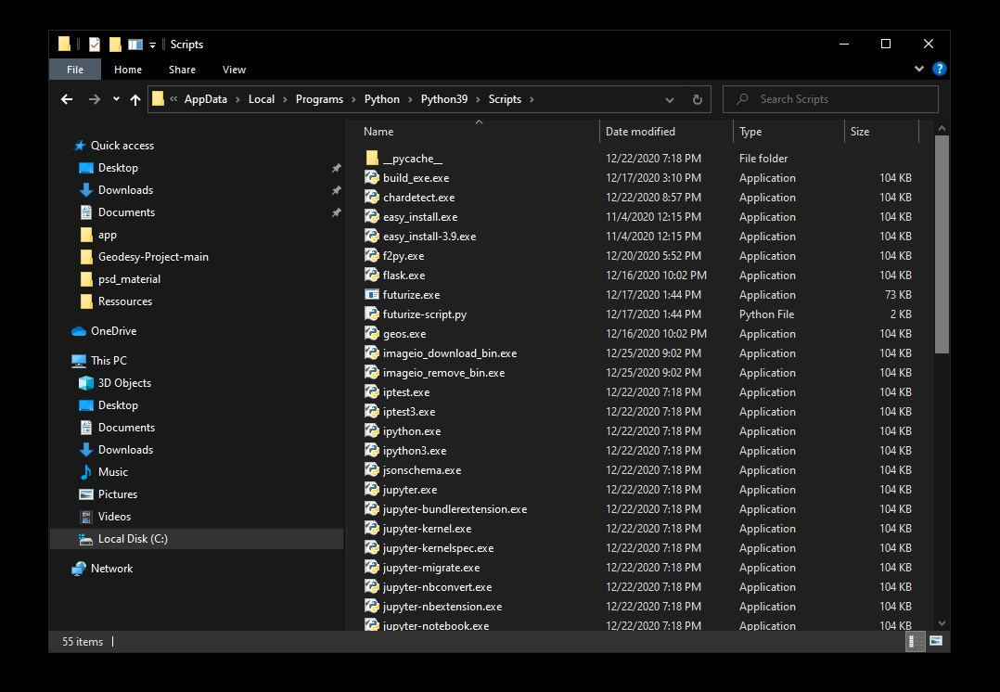 Scripts
File Home Share View
« AppData Local Programs Python Python39 Scripts Search Scripts
Name Date modified Type Size
Quick access
Desktop
Downloads
Documents
app
Geodesy-Project-main
psd_material
Ressources
OneDrive
This PC
3D Objects
Desktop
Documents
Downloads
Music
Pictures
Videos
Local Disk (C:)
Network
__pycache__ 12/22/2020 7:18 PM File folder
build_exe.exe 12/17/2020 3:10 PM Application 104 KB
chardetect.exe 12/22/2020 8:57 PM Application 104 KB
easy_install.exe 11/4/2020 12:15 PM Application 104 KB
easy_install-3.9.exe 11/4/2020 12:15 PM Application 104 KB
f2py.exe 12/20/2020 5:52 PM Application 104 KB
flask.exe 12/16/2020 10:02 PM Application 104 KB
futurize.exe 12/17/2020 1:44 PM Application 73 KB
futurize-script.py 12/17/2020 1:44 PM Python File 2 KB
geos.exe 12/16/2020 10:02 PM Application 104 KB
imageio_download_bin.exe 12/25/2020 9:02 PM Application 104 KB
imageio_remove_bin.exe 12/25/2020 9:02 PM Application 104 KB
iptest.exe 12/22/2020 7:18 PM Application 104 KB
iptest3.exe 12/22/2020 7:18 PM Application 104 KB
ipython.exe 12/22/2020 7:18 PM Application 104 KB
ipython3.exe 12/22/2020 7:18 PM Application 104 KB
jsonschema.exe 12/22/2020 7:18 PM Application 104 KB
jupyter.exe 12/22/2020 7:18 PM Application 104 KB
jupyter-bundlerextension.exe 12/22/2020 7:18 PM Application 104 KB
jupyter-kernel.exe 12/22/2020 7:18 PM Application 104 KB
jupyter-kernelspec.exe 12/22/2020 7:18 PM Application 104 KB
jupyter-migrate.exe 12/22/2020 7:18 PM Application 104 KB
jupyter-nbconvert.exe 12/22/2020 7:18 PM Application 104 KB
jupyter-nbextension.exe 12/22/2020 7:18 PM Application 104 KB
jupyter-notebook.exe 12/22/2020 7:18 PM Application 104 KB
55 items